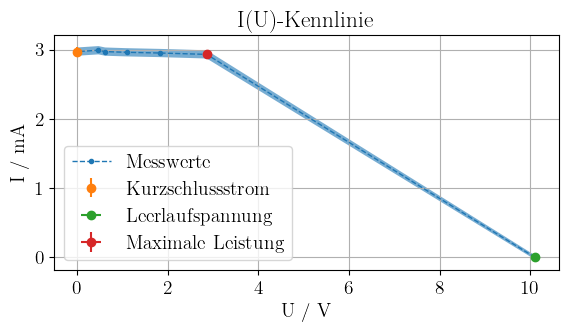 I(U)-Kennlinie
I / mA
3
2
1
0
Messwerte
Kurzschlussstrom
Leerlaufspannung
Maximale Leistung
0 2 4 6 8 10
U / V